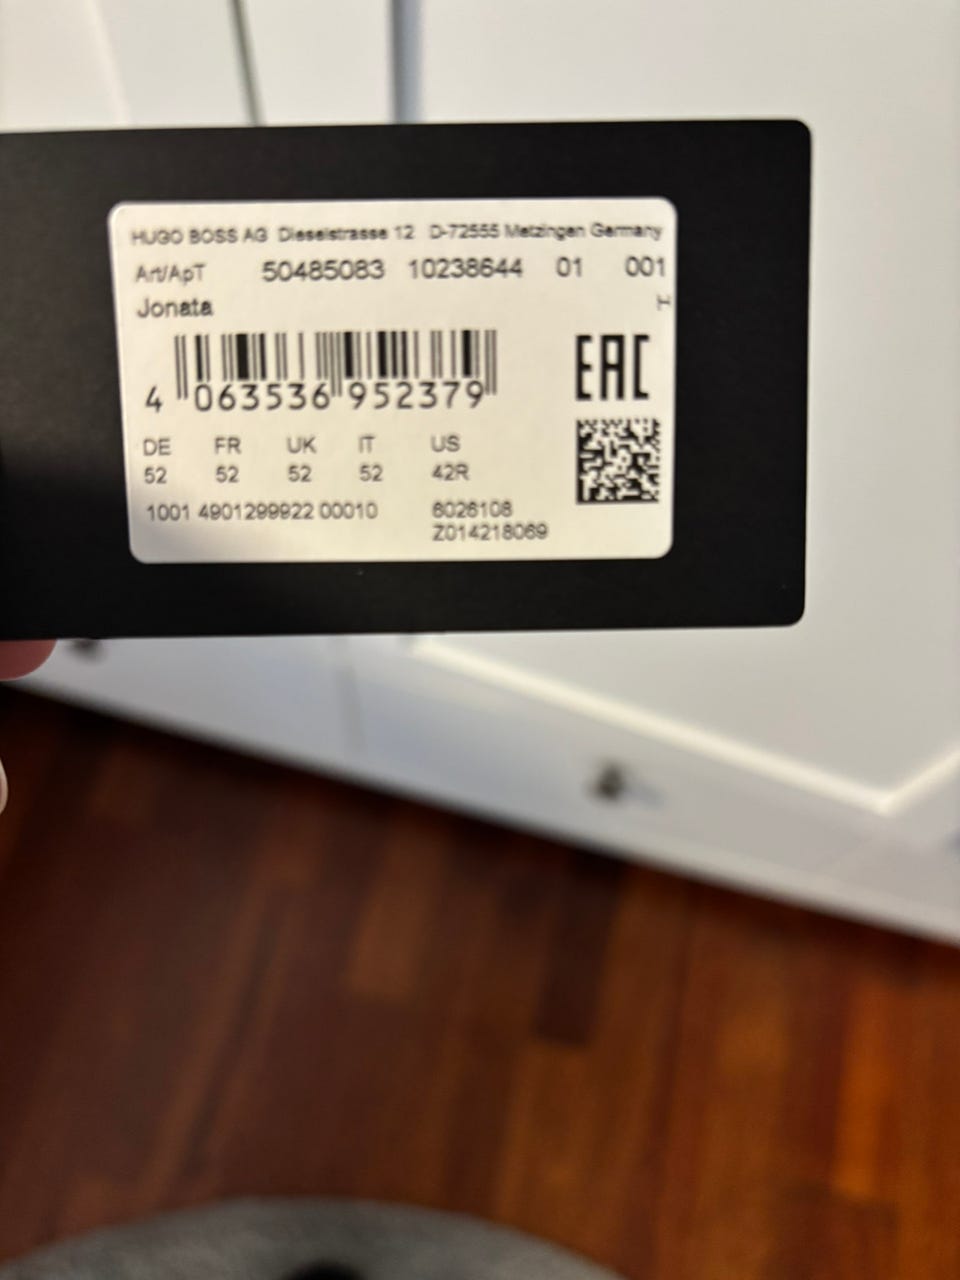 HUGO BOSS AG Dieselstrasse 12 D-72555 Metzingen Germany
Art/ApT 50485083 10238644 01 001
Jonata H
EAC
4 063536 952379
DE FR UK IT US
52 52 52 52 42R
1001 4901299922 00010 6026108
Z014218069